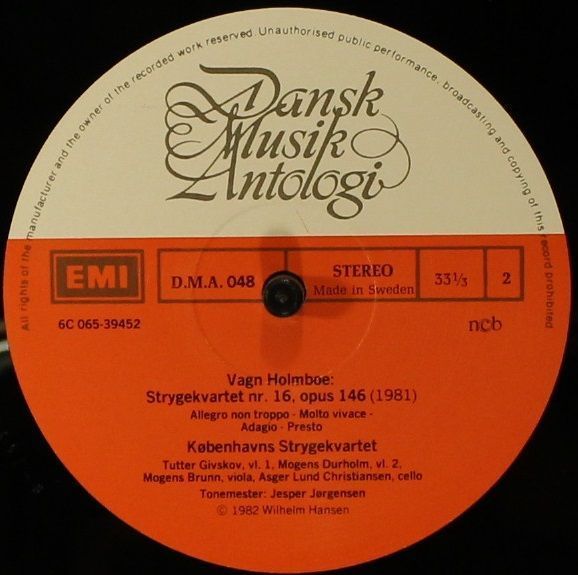 All rights of the manufacturer and the owner of the recorded work reserved. Unauthorised public performance, broadcasting and copying of this record prohibited
Dansk
Musik
Antologi
EMI
D.M.A. 048
STEREO
Made in Sweden
33 1/3
2
6C 065-39452
ncb
Vagn Holmboe:
Strygekvartet nr. 16, opus 146 (1981)
Allegro non troppo - Molto vivace -
Adagio - Presto
Københavns Strygekvartet
Tutter Givskov, vl. 1, Mogens Durholm, vl. 2,
Mogens Brunn, viola, Asger Lund Christiansen, cello
Tonemester: Jesper Jørgensen
© 1982 Wilhelm Hansen